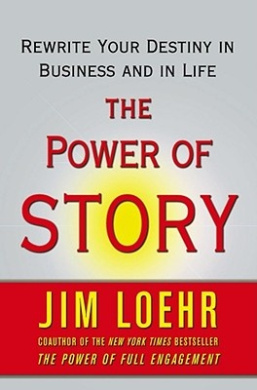 REWRITE YOUR DESTINY IN
BUSINESS AND IN LIFE
THE
POWER OF
STORY
JIM LOEHR
COAUTHOR OF THE NEW YORK TIMES BESTSELLER
THE POWER OF FULL ENGAGEMENT